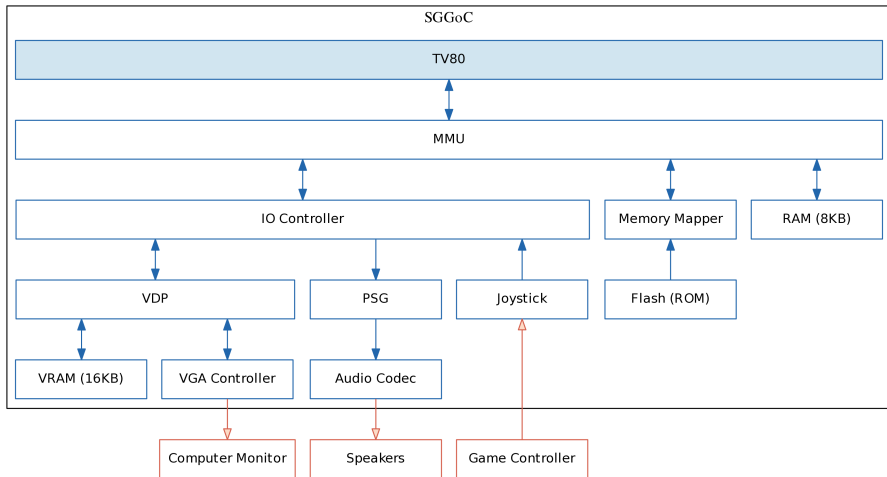 SGGoC
TV80
MMU
IO Controller
Memory Mapper
RAM (8KB)
VDP
PSG
Joystick
Flash (ROM)
VRAM (16KB)
VGA Controller
Audio Codec
Computer Monitor
Speakers
Game Controller